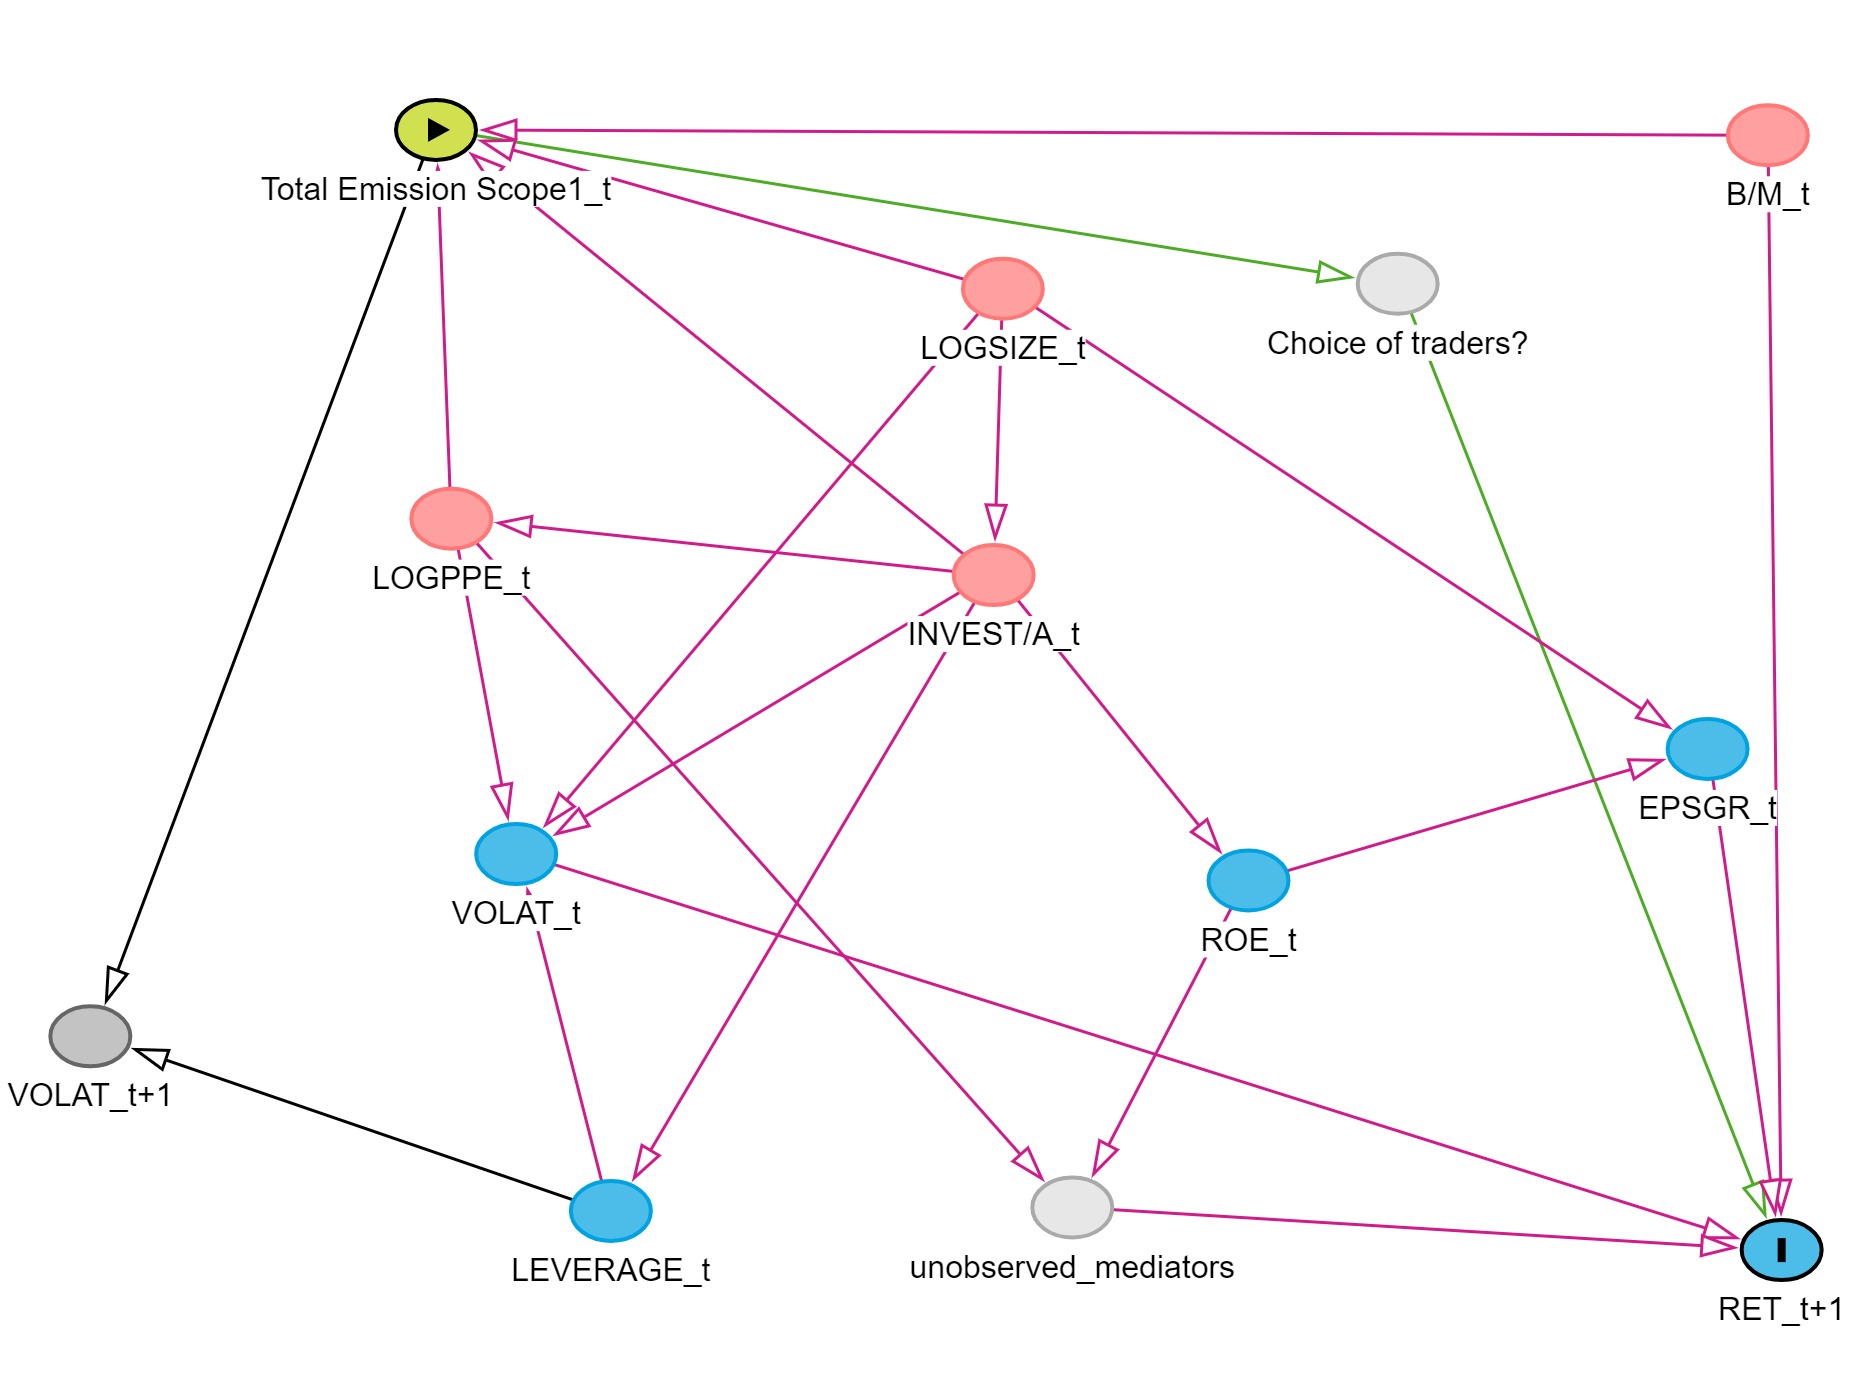 Total Emission Scope1_t
B/M_t
LOGSIZE_t
Choice of traders?
LOGPPE_t
INVEST/A_t
EPSGR_t
VOLAT_t
ROE_t
VOLAT_t+1
LEVERAGE_t
unobserved_mediators
RET_t+1